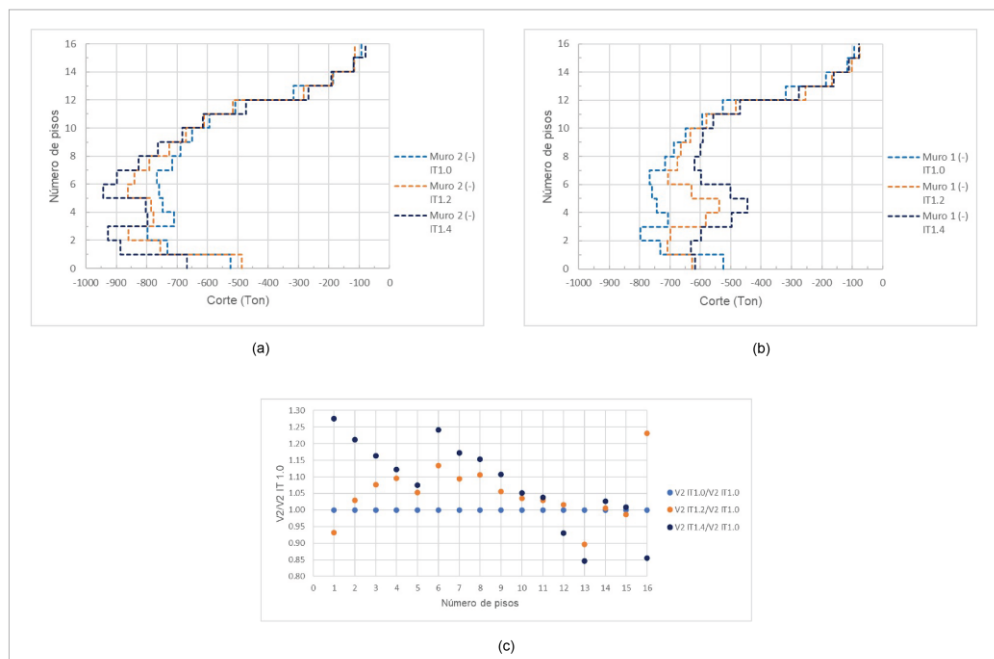 16
14
12
10
8
6
4
2
0
Número de pisos
-1000 -900 -800 -700 -600 -500 -400 -300 -200 -100 0
Corte (Ton)
Muro 2 (-)
IT1.0
Muro 2 (-)
IT1.2
Muro 2 (-)
IT1.4
(a)
16
14
12
10
8
6
4
2
0
Número de pisos
-1000 -900 -800 -700 -600 -500 -400 -300 -200 -100 0
Corte (Ton)
Muro 1 (-)
IT1.0
Muro 1 (-)
IT1.2
Muro 1 (-)
IT1.4
(b)
1.30
1.25
1.20
1.15
1.10
1.05
1.00
0.95
0.90
0.85
0.80
V2/V2 IT 1.0
0 1 2 3 4 5 6 7 8 9 10 11 12 13 14 15 16
Número de pisos
V2 IT1.0/V2 IT1.0
V2 IT1.2/V2 IT1.0
V2 IT1.4/V2 IT1.0
(c)